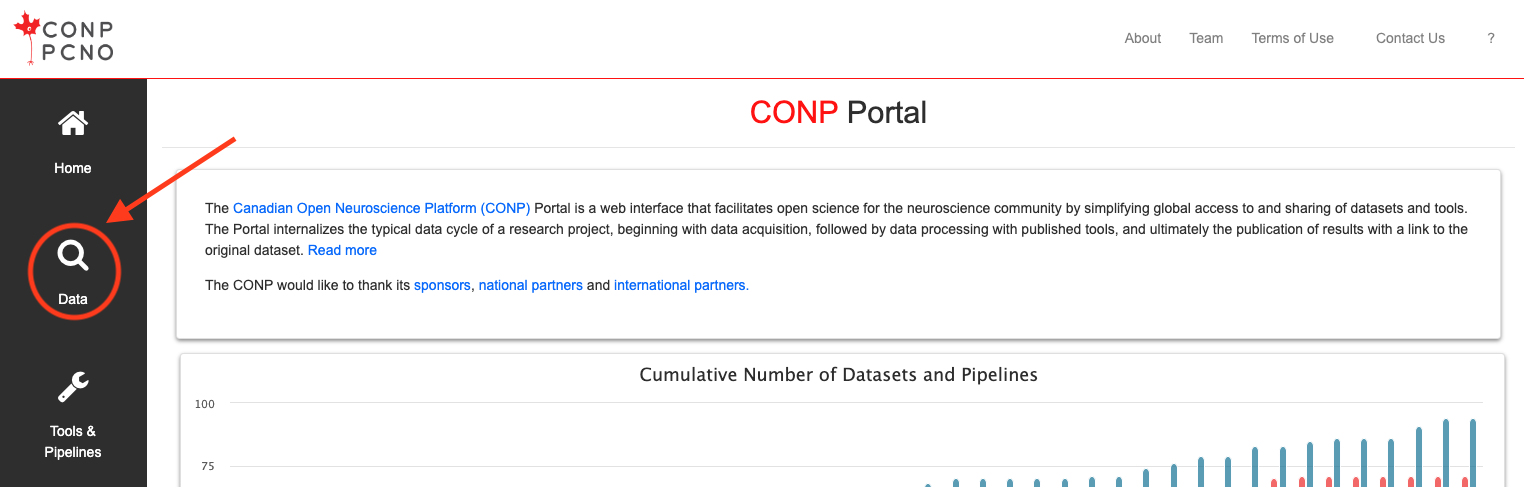 CONP
PCNO
About Team Terms of Use Contact Us ?
Home
Data
Tools &
Pipelines
CONP Portal
The Canadian Open Neuroscience Platform (CONP) Portal is a web interface that facilitates open science for the neuroscience community by simplifying global access to and sharing of datasets and tools.
The Portal internalizes the typical data cycle of a research project, beginning with data acquisition, followed by data processing with published tools, and ultimately the publication of results with a link to the
original dataset. Read more
The CONP would like to thank its sponsors, national partners and international partners.
Cumulative Number of Datasets and Pipelines
100
75